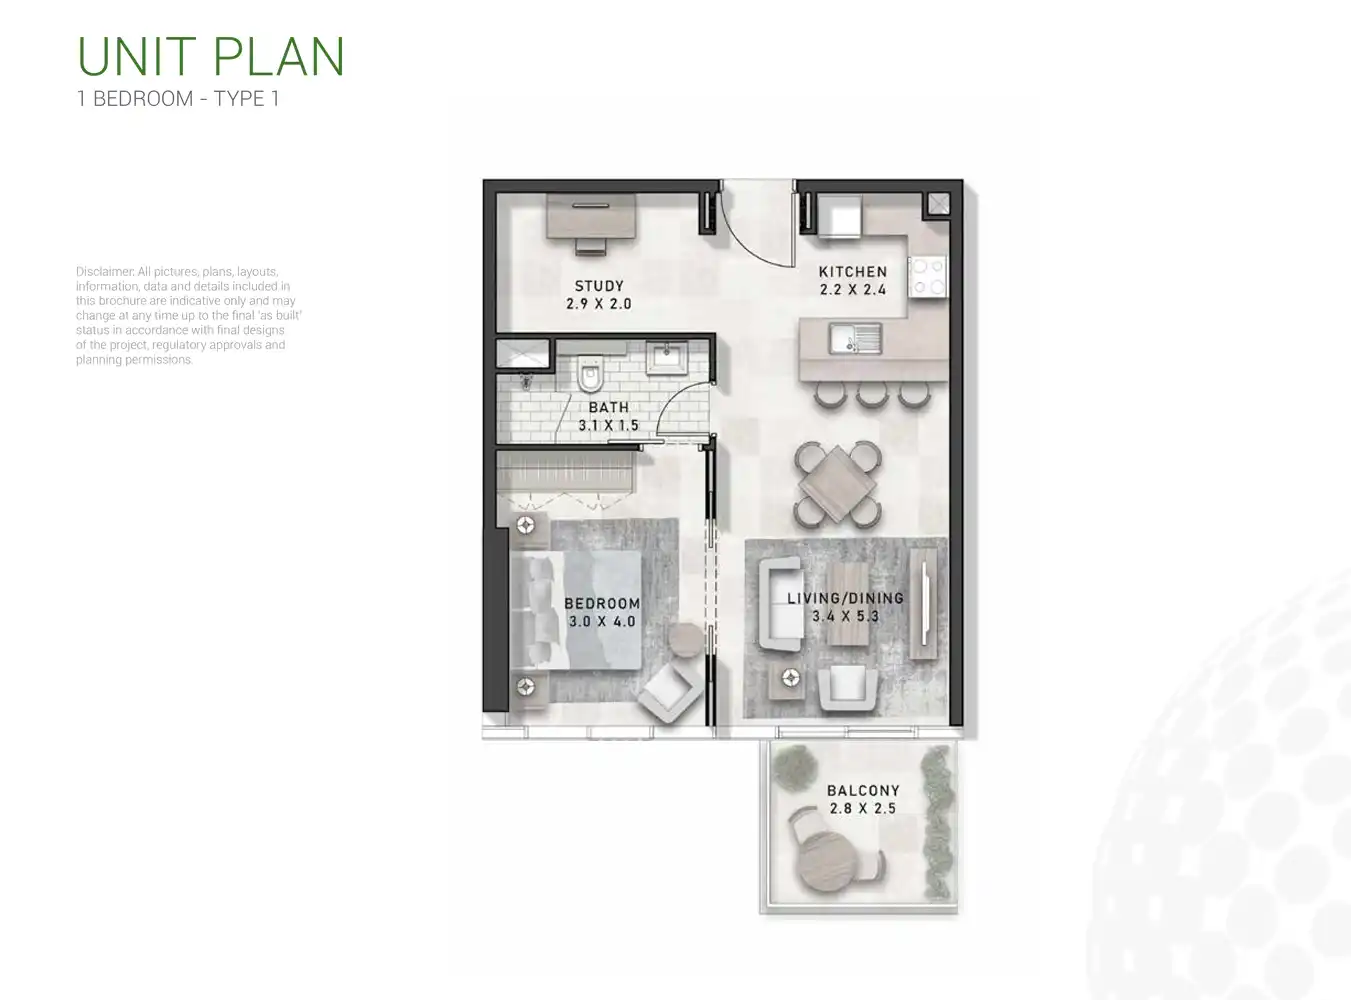 UNIT PLAN
1 BEDROOM - TYPE 1
Disclaimer: All pictures, plans, layouts,
information, data and details included in
this brochure are indicative only and may
change at any time up to the final 'as built'
status in accordance with final designs
of the project, regulatory approvals and
planning permissions.
STUDY
2.9 X 2.0
KITCHEN
2.2 X 2.4
BATH
3.1 X 1.5
BEDROOM
3.0 X 4.0
LIVING/DINING
3.4 X 5.3
BALCONY
2.8 X 2.5